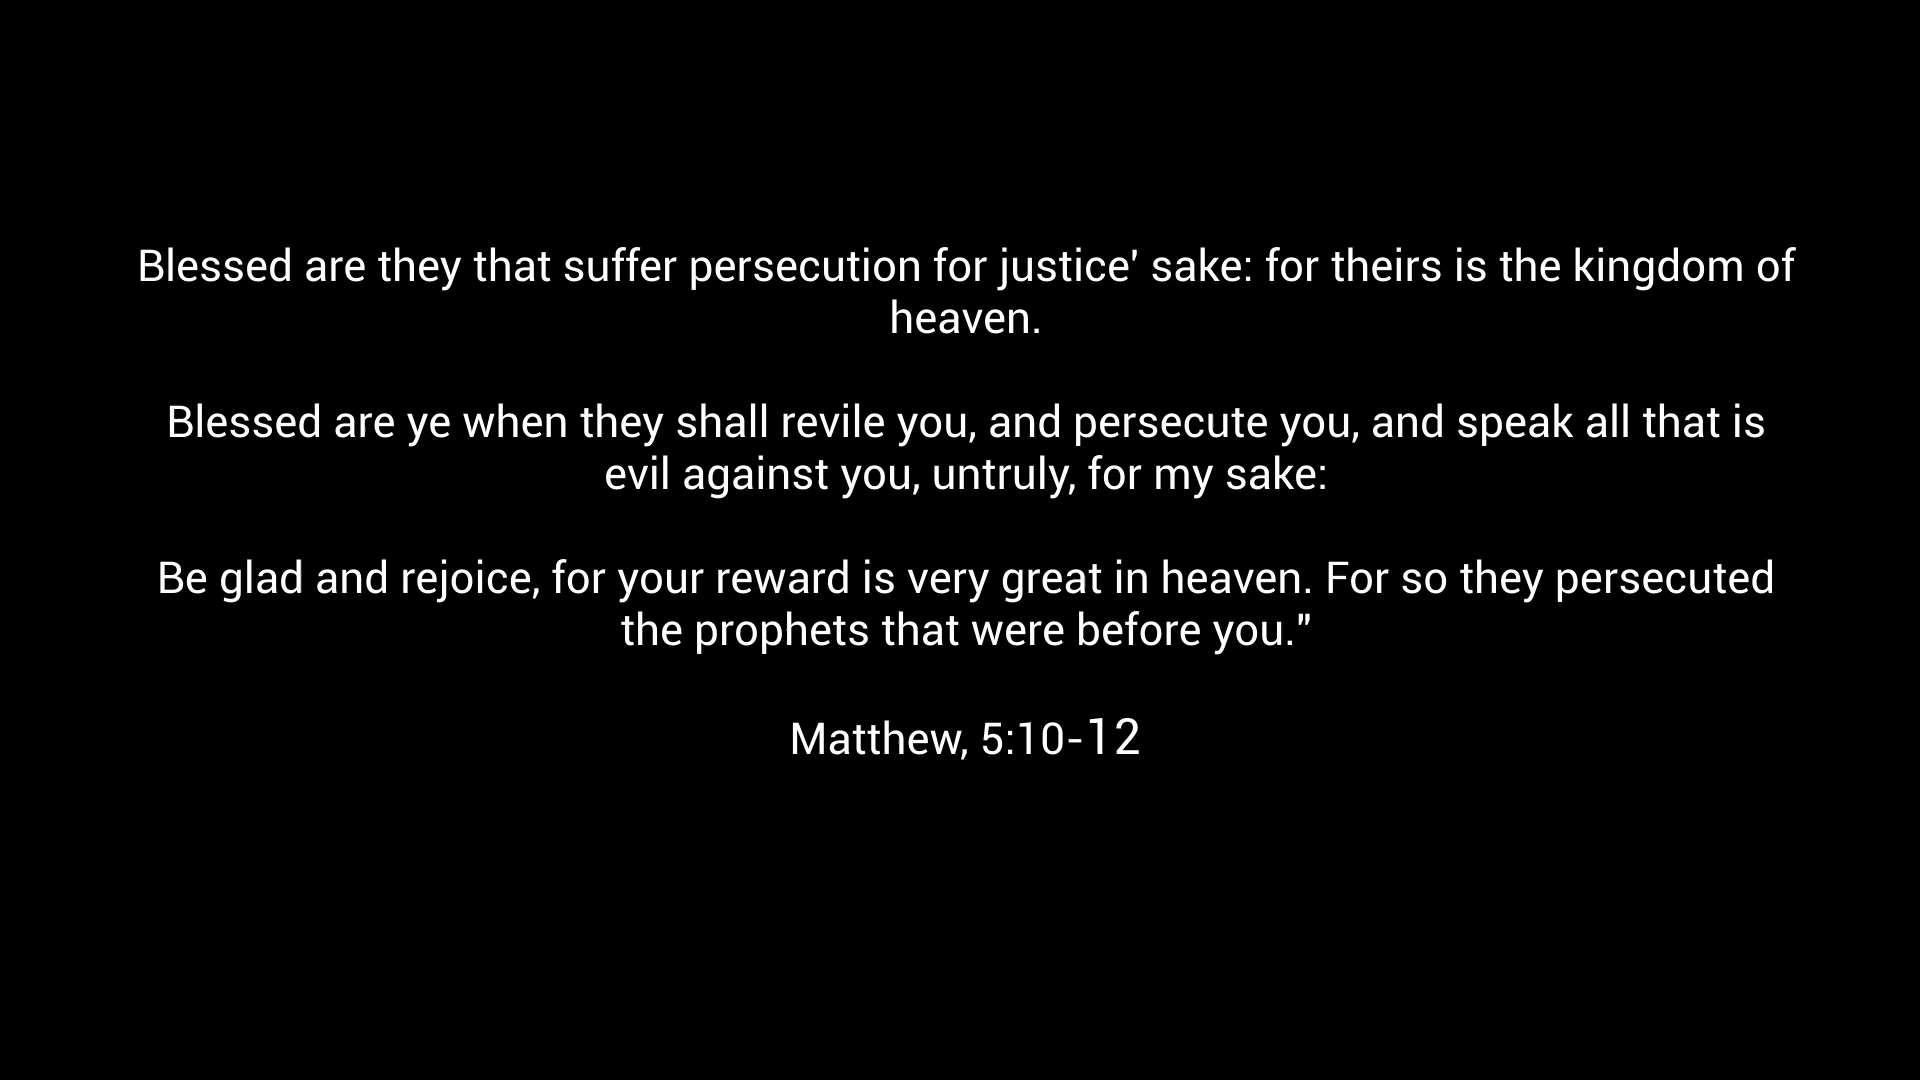 Blessed are they that suffer persecution for justice' sake: for theirs is the kingdom of
heaven.
Blessed are ye when they shall revile you, and persecute you, and speak all that is
evil against you, untruly, for my sake:
Be glad and rejoice, for your reward is very great in heaven. For so they persecuted
the prophets that were before you."
Matthew, 5:10-12